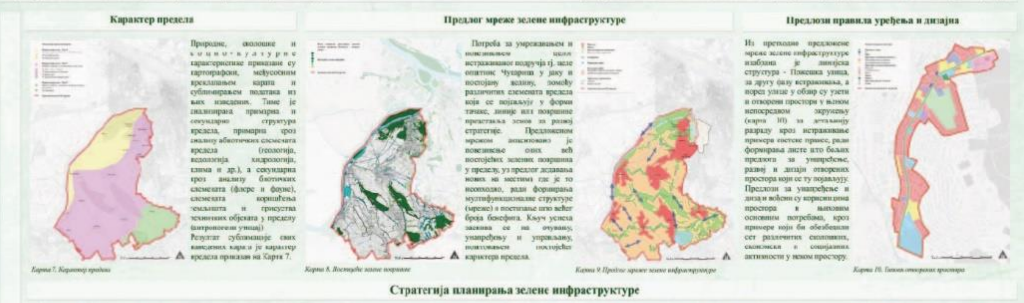 Карактер предела
Природне, еколошке и
социо-културне
карактеристике приказане су
картографски, међусобним
преклапањем карата и
сублимирањем података из
њих изведених. Тиме је
анализирана примарна и
секундарна структура
предела, примарна кроз
анализу абиотичких елемената
предела (геологија,
педологија, хидрологија,
клима и др.), а секундарна
кроз анализу биотичких
елемената (флоре и фауне),
елемената коришћења
земљишта и присуства
техничких објеката у пределу
(антропогени утицај)
Резултат сублимације свих
наведених карата је карактер
предела приказан на Карти 7.
Карта 7. Карактер предела
Предлог мреже зелене инфраструктуре
Потреба за умрежавањем и
повезивањем целог
истраживаног подручја тј. целе
општине Чукарица у јаку и
постојану целину, између
различитих елемената предела
који се појављују у форми
тачке, линије или површине
представља основ за развој
стратегије. Предложеном
мрежом омогућено је
повезивање свих већ
постојећих зелених површина
у пределу, уз предлог додавања
нових на местима где је то
неопходно, ради формирања
мултифункционалне структуре
(мреже) и постизање што већег
броја бенефита. Кључ успеха
заснива се на очувању,
унапређењу и управљању,
поштовањем постојећег
карактера предела.
Карта 8. Постојеће зелене површине
Карта 9. Предлог мреже зелене инфраструктуре
Предлози правила уређења и дизајна
Из претходно предложене
мреже зелене инфраструктуре
изабрана је линијска
структура - Пожешка улица,
за другу фазу истраживања, а
поред улице у обзир су узети
и отворени простори у њеном
непосредном окружењу
(карта 10) за детаљнију
разраду кроз истраживање
примера светске праксе, ради
формирања листе што бољих
предлога за унапређење,
развој и дизајн отворених
простора који се ту појављују.
Предлози за унапређење и
дизајн вођени су корисницима
простора и њиховим
основним потребама, кроз
примере који би обезбедили
сет различитих еколошких,
економских и социјалних
активности у неком простору.
Карта 10. Типови отворених простора
Стратегија планирања зелене инфраструктуре